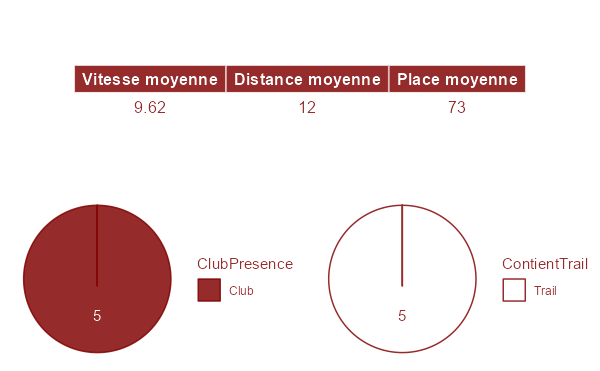 Vitesse moyenne Distance moyenne Place moyenne
9.62 12 73
ClubPresence
Club
5
ContientTrail
Trail
5